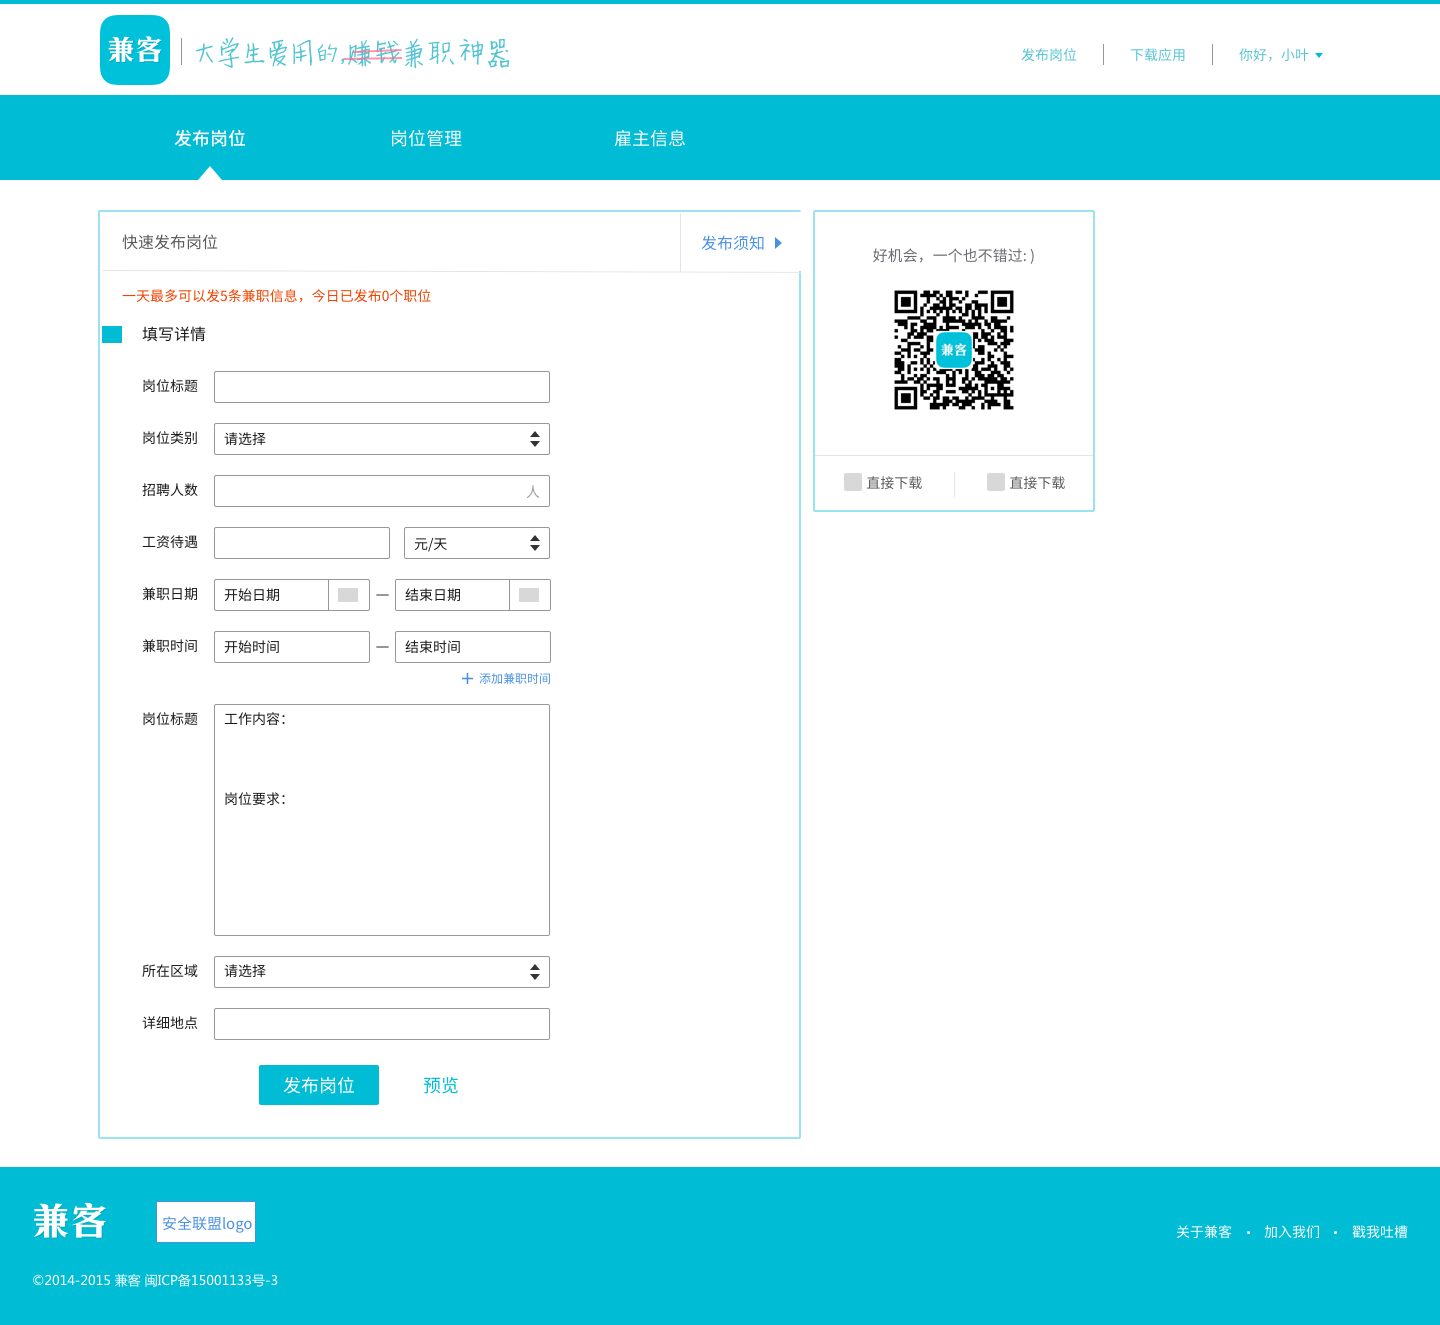 兼客
大学生爱用的,赚钱兼职神器
发布岗位
下载应用
你好，小叶
发布岗位
岗位管理
雇主信息
快速发布岗位
发布须知
一天最多可以发5条兼职信息，今日已发布0个职位
填写详情
岗位标题
岗位类别
请选择
招聘人数
人
工资待遇
元/天
兼职日期
开始日期
—
结束日期
兼职时间
开始时间
—
结束时间
添加兼职时间
岗位标题
工作内容：
岗位要求：
所在区域
请选择
详细地点
发布岗位
预览
好机会，一个也不错过: )
兼客
直接下载
直接下载
兼客
安全联盟logo
关于兼客 • 加入我们 • 戳我吐槽
©2014-2015 兼客 闽ICP备15001133号-3